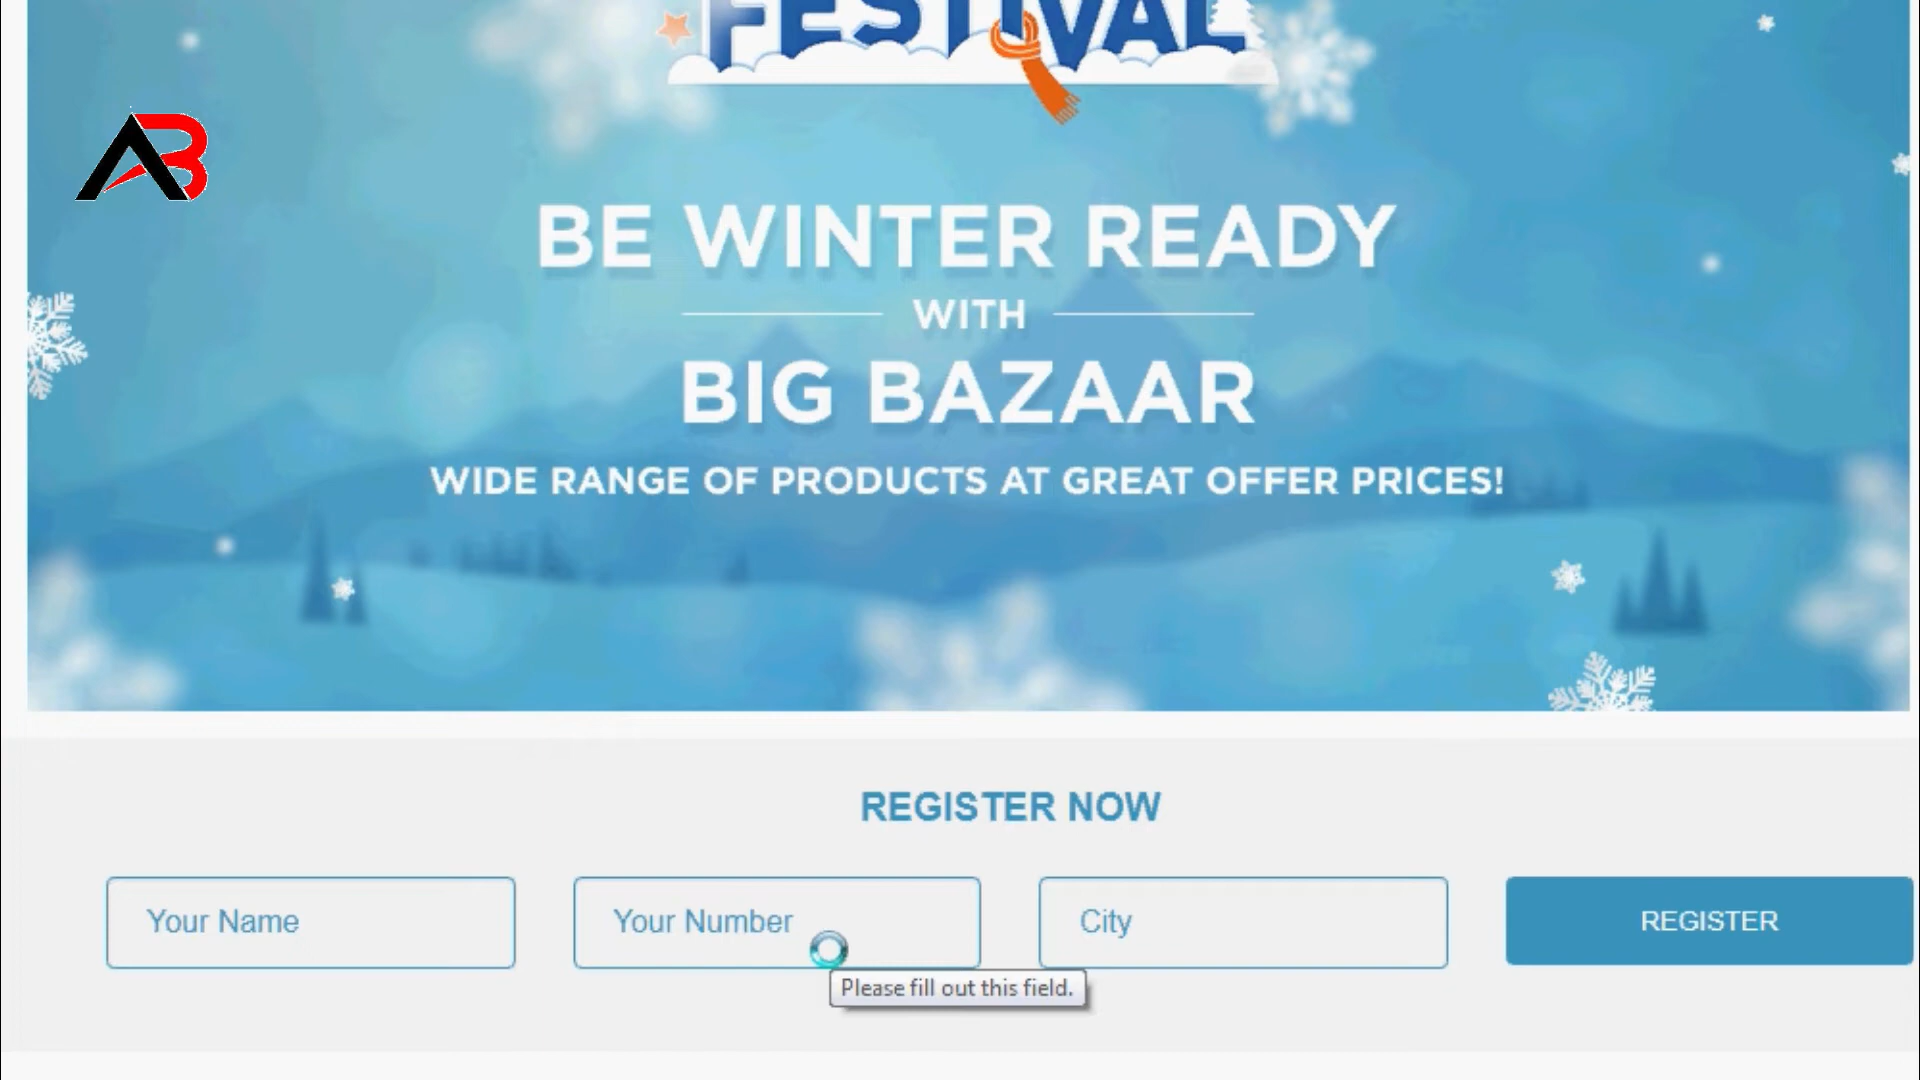 FESTIVAL
AB
BE WINTER READY
WITH
BIG BAZAAR
WIDE RANGE OF PRODUCTS AT GREAT OFFER PRICES!
REGISTER NOW
Your Name
Your Number
City
REGISTER
Please fill out this field.